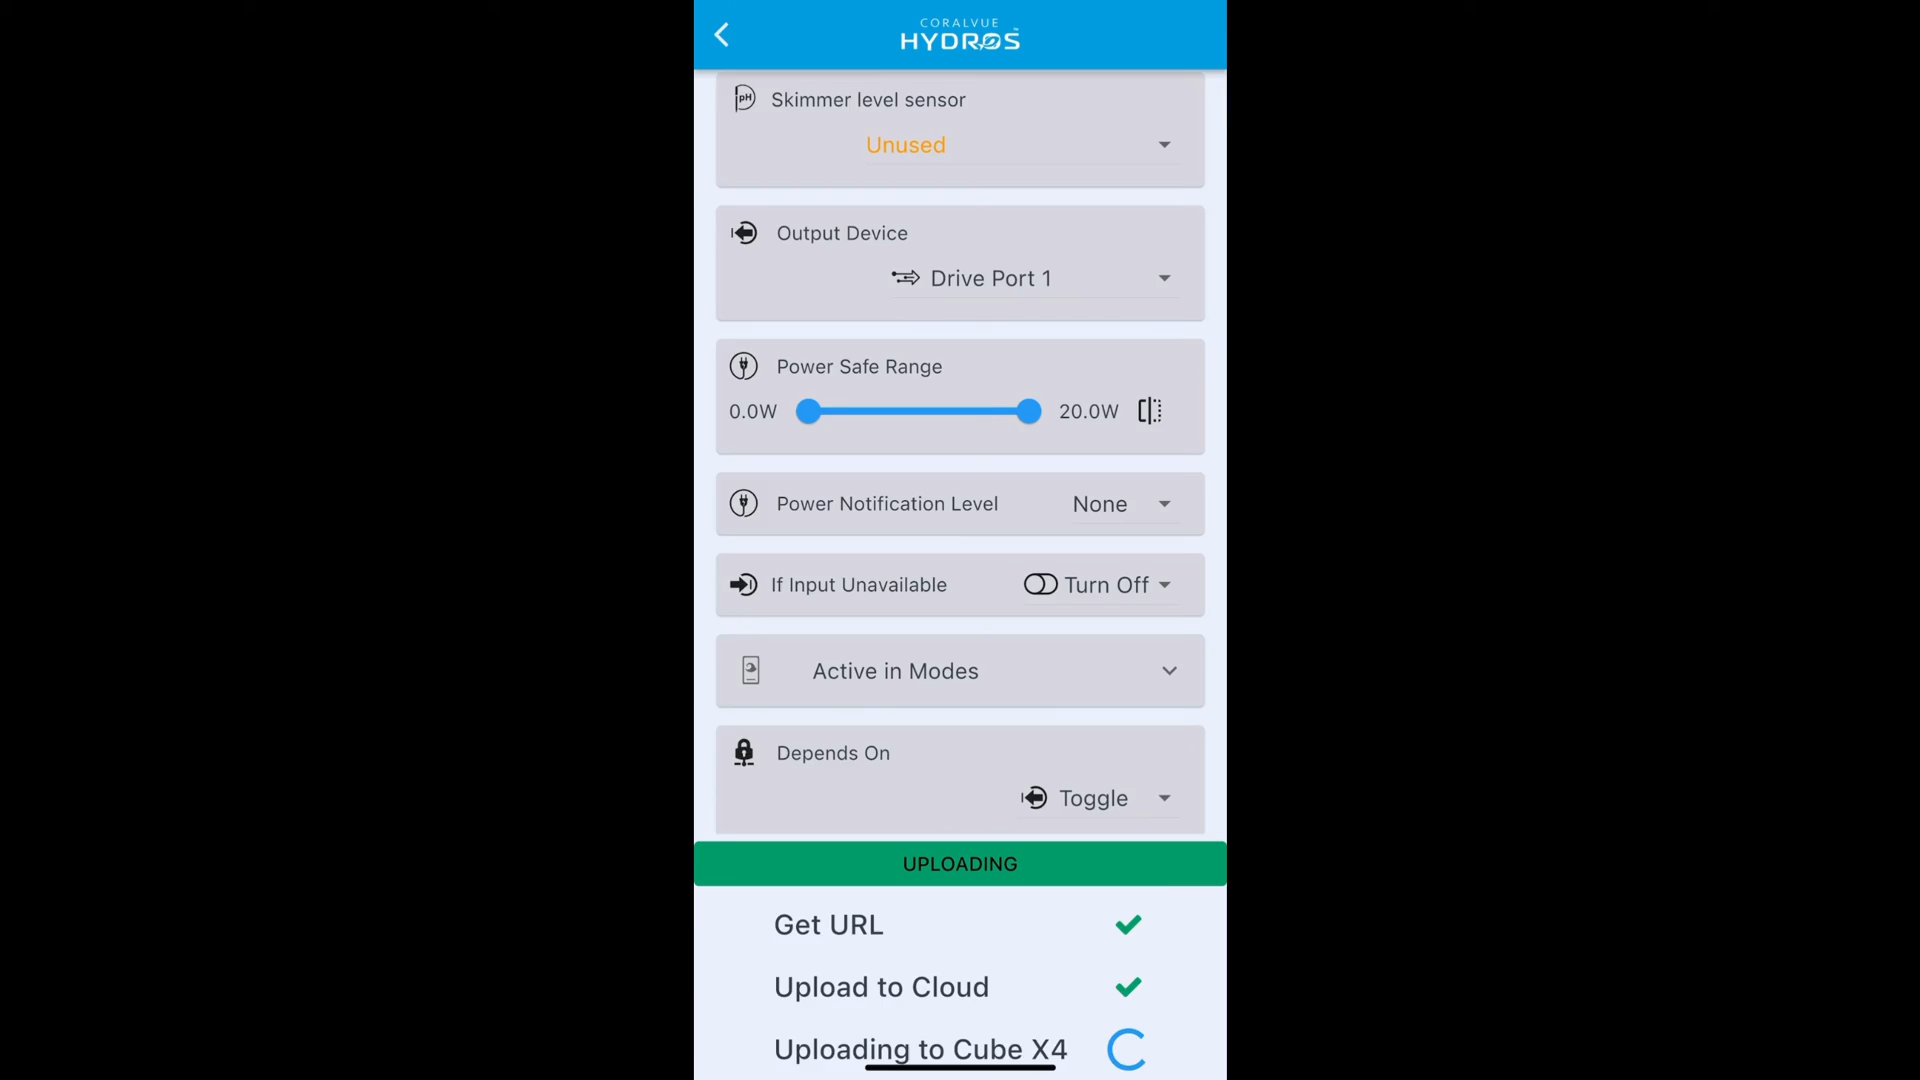 CORALVUE
HYDROS™
pH Skimmer level sensor
Unused
Output Device
Drive Port 1
Power Safe Range
0.0W 20.0W
Power Notification Level None
If Input Unavailable Turn Off
Active in Modes
Depends On
Toggle
UPLOADING
Get URL
Upload to Cloud
Uploading to Cube X4